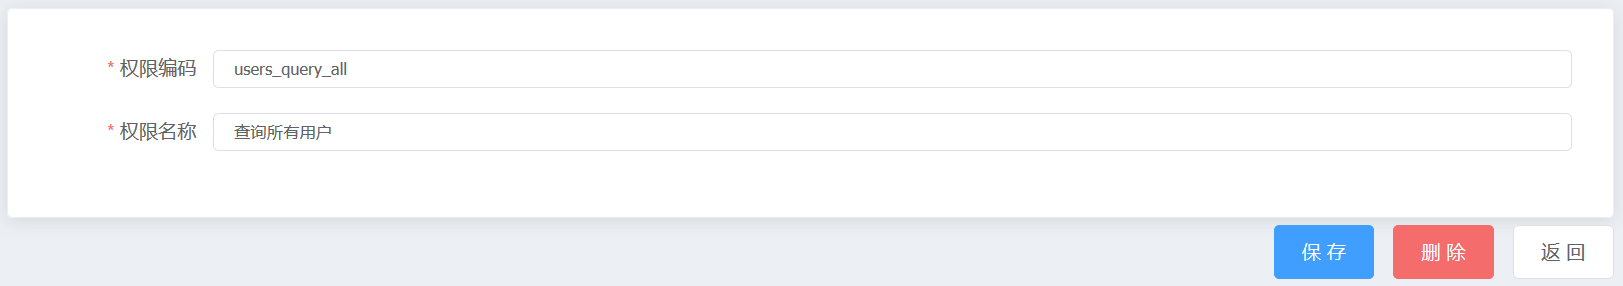 * 权限编码 users_query_all
* 权限名称 查询所有用户
保 存 删 除 返 回